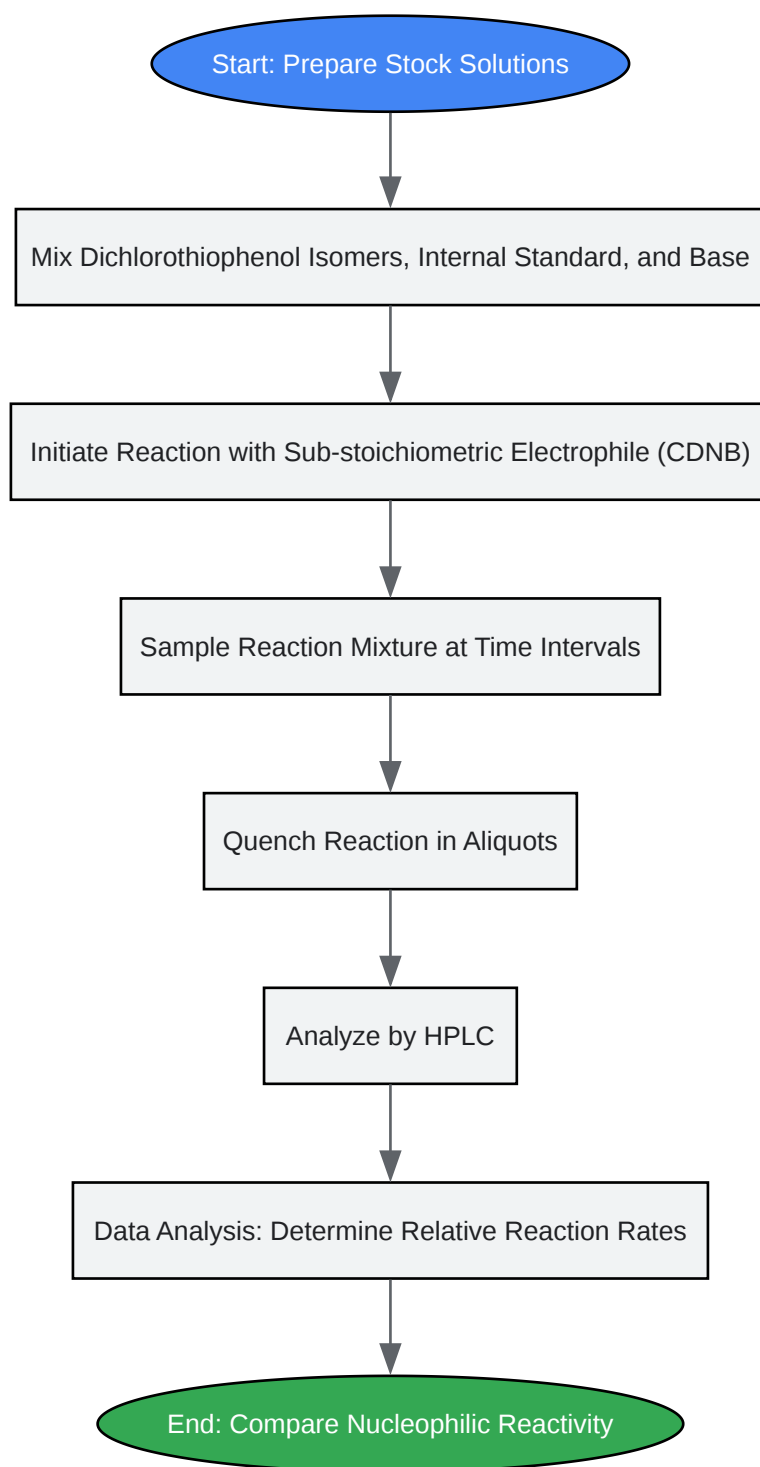 Start: Prepare Stock Solutions
Mix Dichlorothiophenol Isomers, Internal Standard, and Base
Initiate Reaction with Sub-stoichiometric Electrophile (CDNB)
Sample Reaction Mixture at Time Intervals
Quench Reaction in Aliquots
Analyze by HPLC
Data Analysis: Determine Relative Reaction Rates
End: Compare Nucleophilic Reactivity